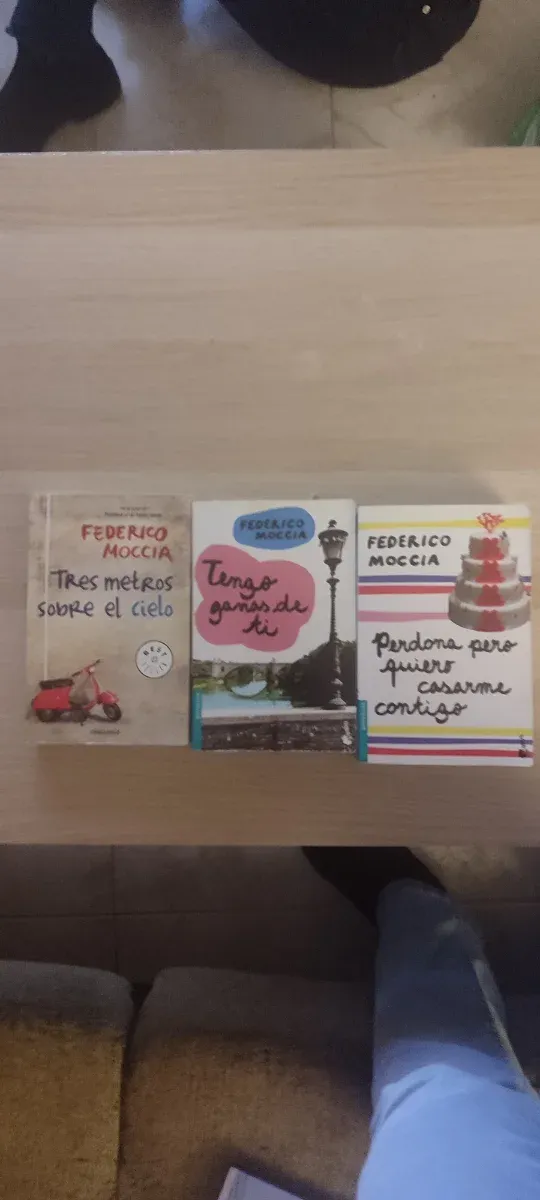 FEDERICO
MOCCIA
Tres metros
sobre el cielo
BEST
FEDERICO
MOCCIA
Tengo
ganas de
ti
FEDERICO
MOCCIA
Perdona pero
quiero
casarme
contigo